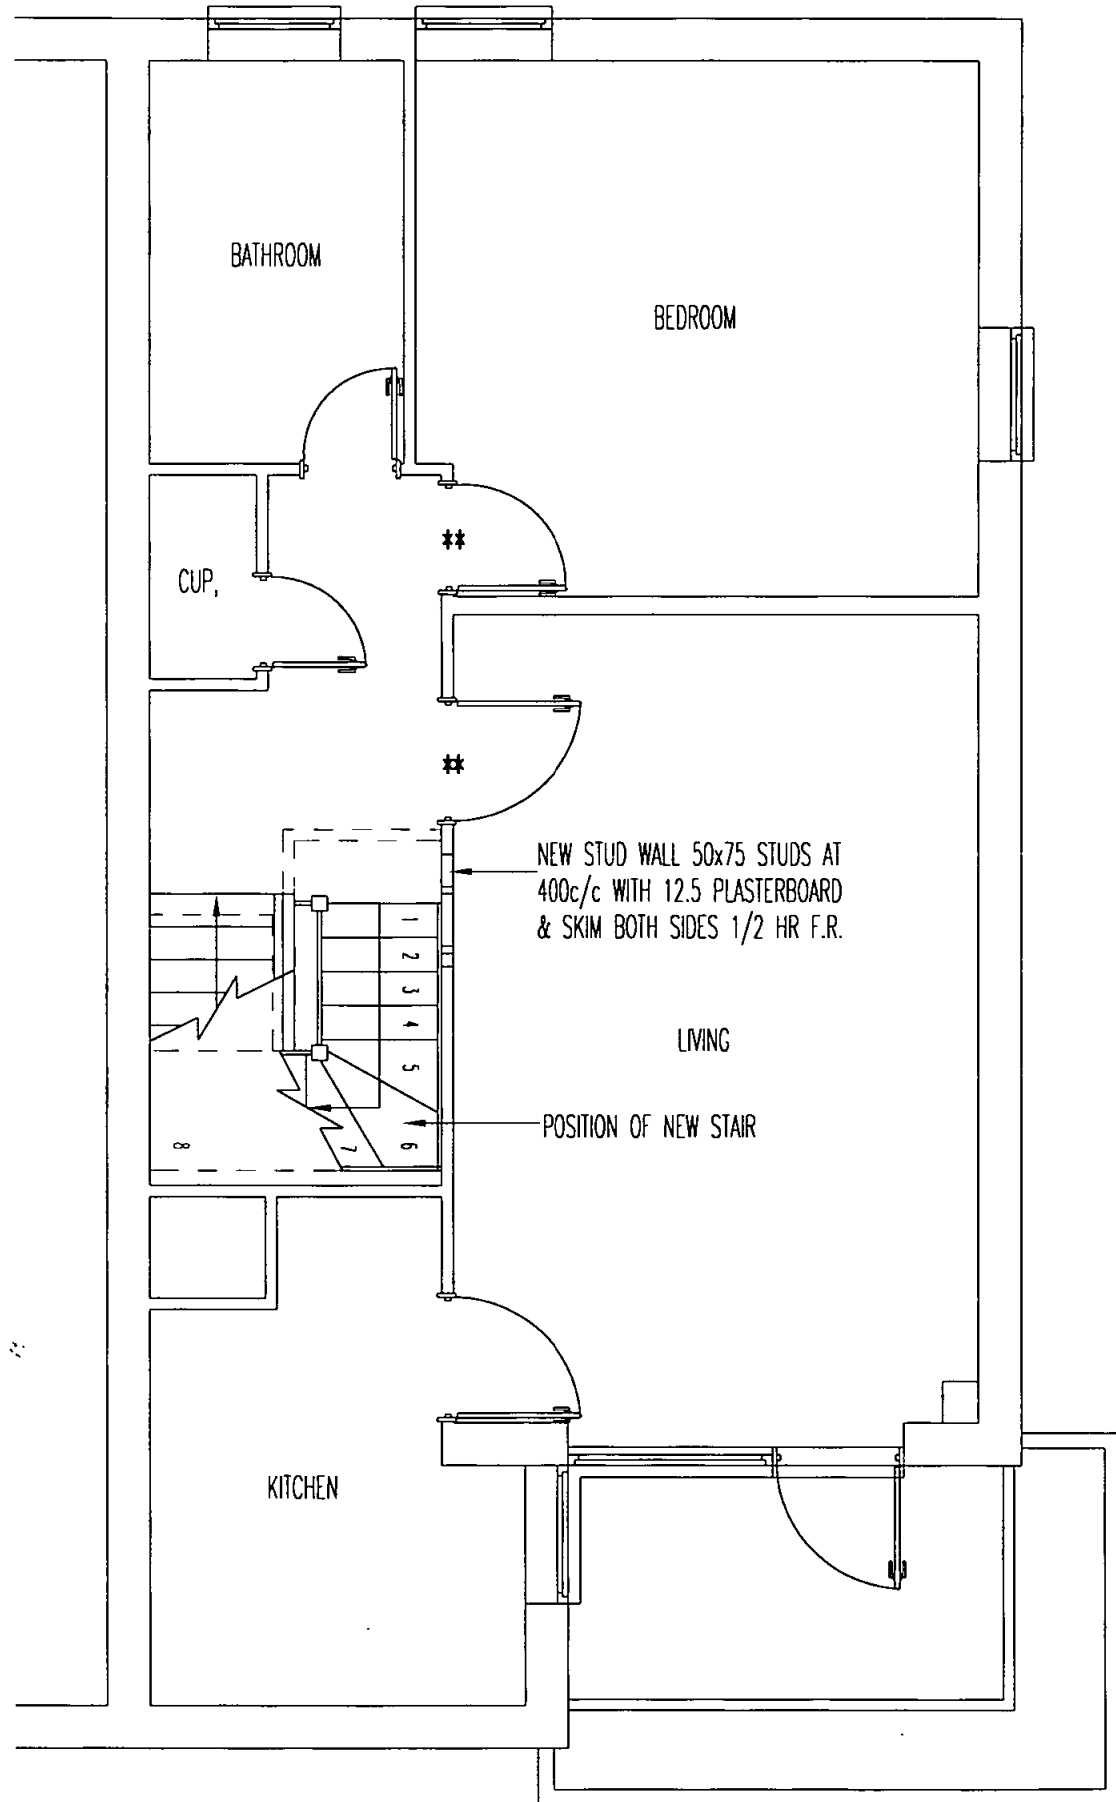 BATHROOM
BEDROOM
**
CUP,
**
NEW STUD WALL 50x75 STUDS AT
400c/c WITH 12.5 PLASTERBOARD
& SKIM BOTH SIDES 1/2 HR F.R.
1
2
3
4
LIVING
5
POSITION OF NEW STAIR
8
7
6
KITCHEN